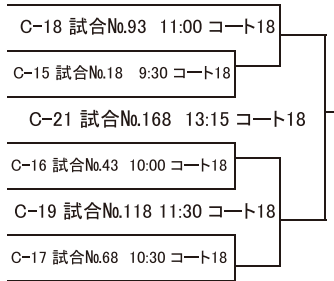 C-18 試合№93 11:00 コート18
C-15 試合№18 9:30 コート18
C-21 試合№168 13:15 コート18
C-16 試合№43 10:00 コート18
C-19 試合№118 11:30 コート18
C-17 試合№68 10:30 コート18